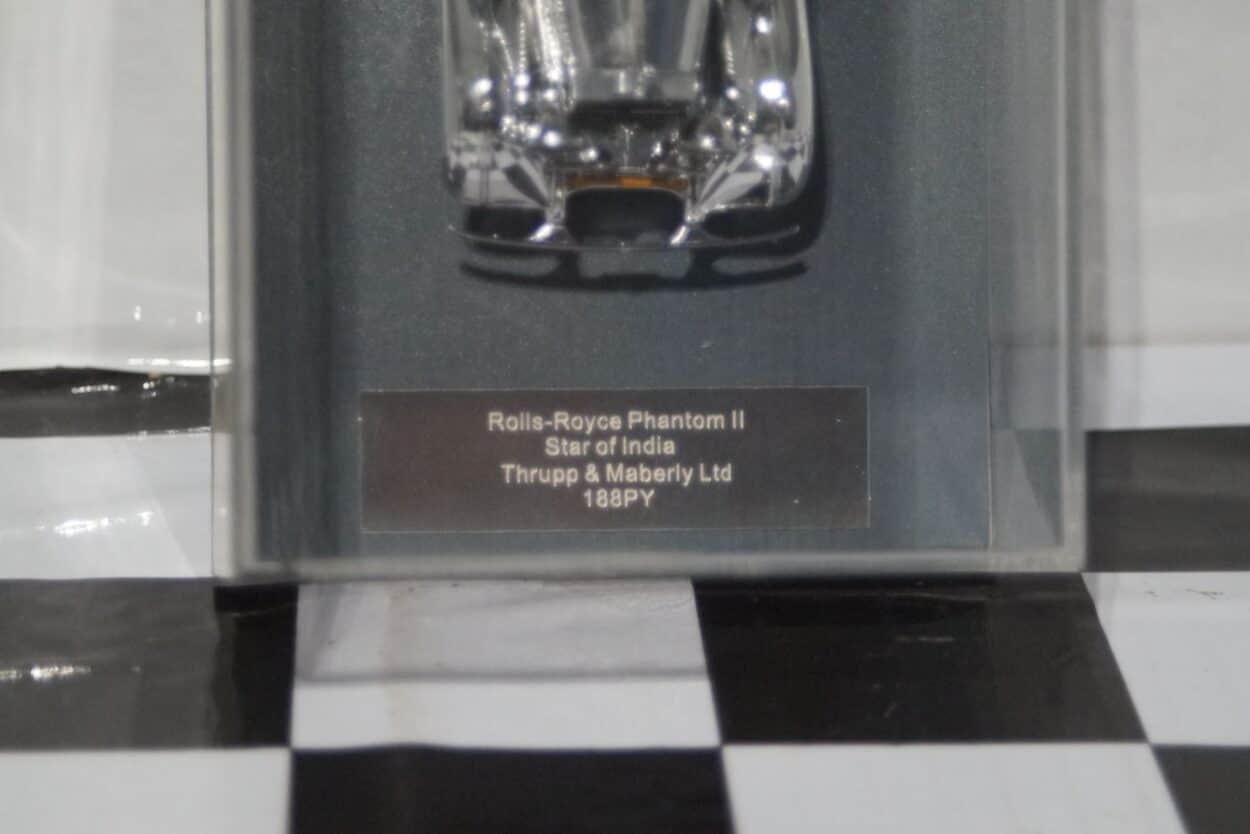 Rolls-Royce Phantom II
Star of India
Thrupp & Maberly Ltd
188PY